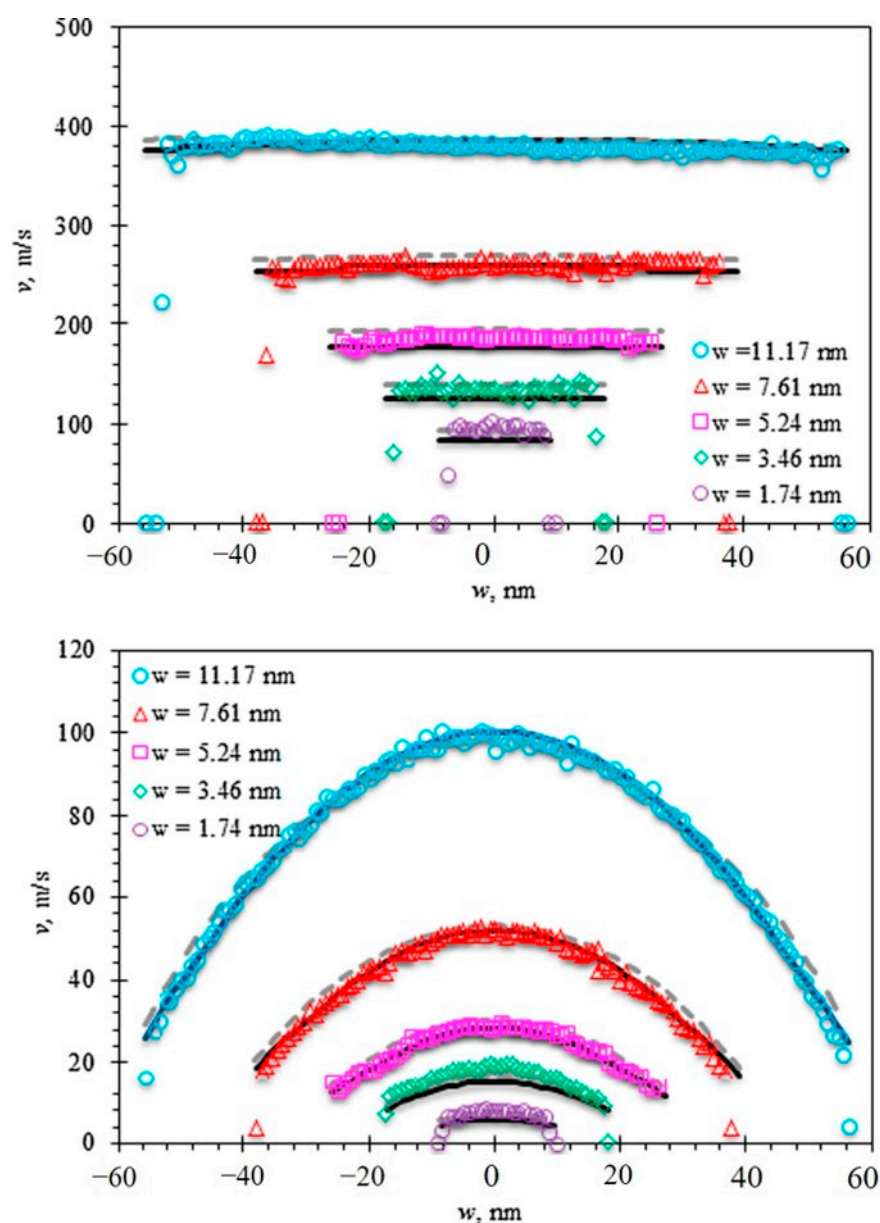 500
400
300
200
100
0
v, m/s
w = 11.17 nm
w = 7.61 nm
w = 5.24 nm
w = 3.46 nm
w = 1.74 nm
−60 −40 −20 0 20 40 60
w, nm
120
100
80
60
40
20
0
v, m/s
w = 11.17 nm
w = 7.61 nm
w = 5.24 nm
w = 3.46 nm
w = 1.74 nm
−60 −40 −20 0 20 40 60
w, nm